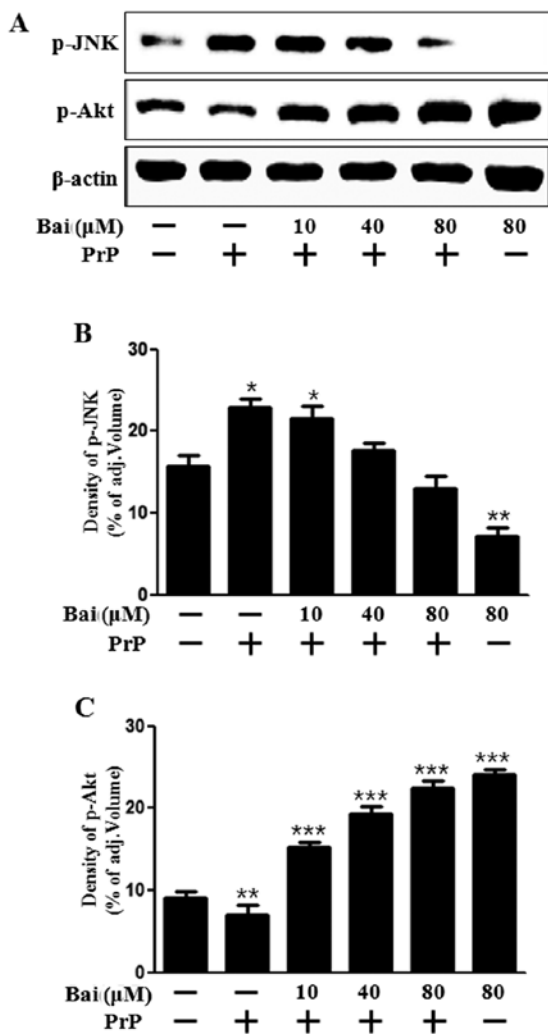 A
p-JNK
p-Akt
β-actin
Bai(μM) — — 10 40 80 80
PrP — + + + + —
B
Density of p-JNK
(% of adj.Volume)
30
20
10
0
* * **
Bai(μM) — — 10 40 80 80
PrP — + + + + —
C
Density of p-Akt
(% of adj.Volume)
30
20
10
0
** *** *** *** ***
Bai(μM) — — 10 40 80 80
PrP — + + + + —